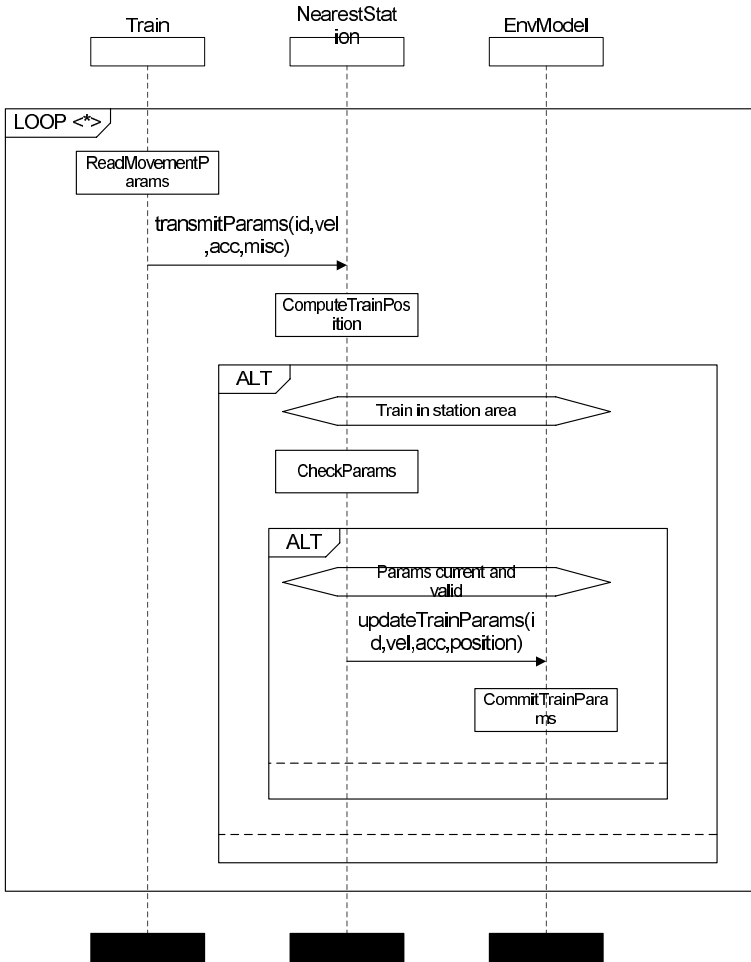 Train
NearestStat
ion
EnvModel
LOOP <*>
ReadMovementP
arams
transmitParams(id,vel
,acc,misc)
ComputeTrainPos
ition
ALT
Train in station area
CheckParams
ALT
Params current and
valid
updateTrainParams(i
d,vel,acc,position)
CommitTrainPara
ms